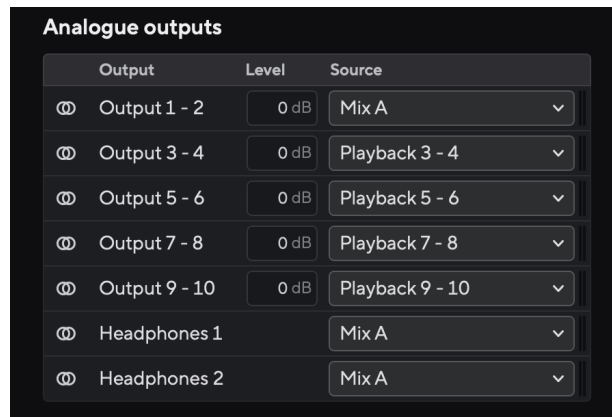 Analogue outputs
Output Level Source
Output 1 - 2 0 dB Mix A
Output 3 - 4 0 dB Playback 3 - 4
Output 5 - 6 0 dB Playback 5 - 6
Output 7 - 8 0 dB Playback 7 - 8
Output 9 - 10 0 dB Playback 9 - 10
Headphones 1 Mix A
Headphones 2 Mix A